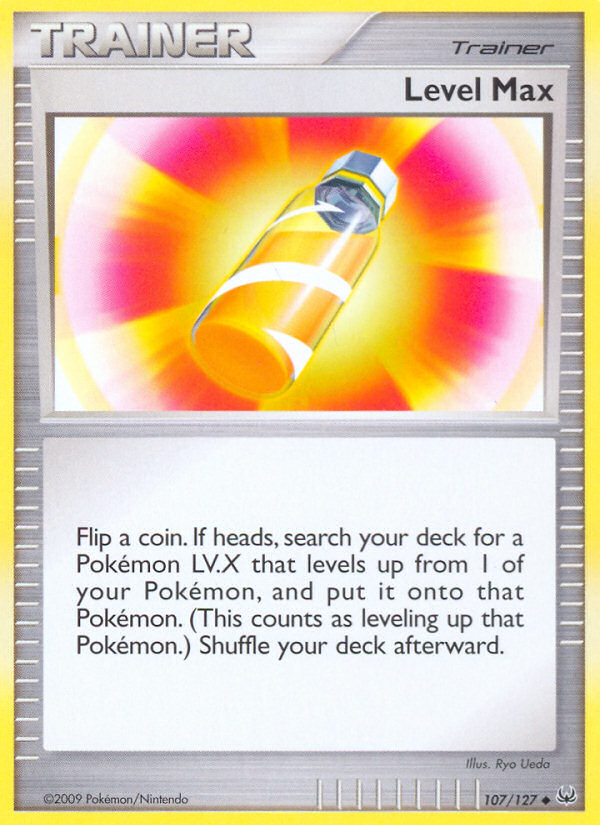 TRAINER
Trainer
Level Max
Flip a coin. If heads, search your deck for a
Pokémon LV.X that levels up from 1 of
your Pokémon, and put it onto that
Pokémon. (This counts as leveling up that
Pokémon.) Shuffle your deck afterward.
Illus. Ryo Ueda
©2009 Pokémon/Nintendo
107/127